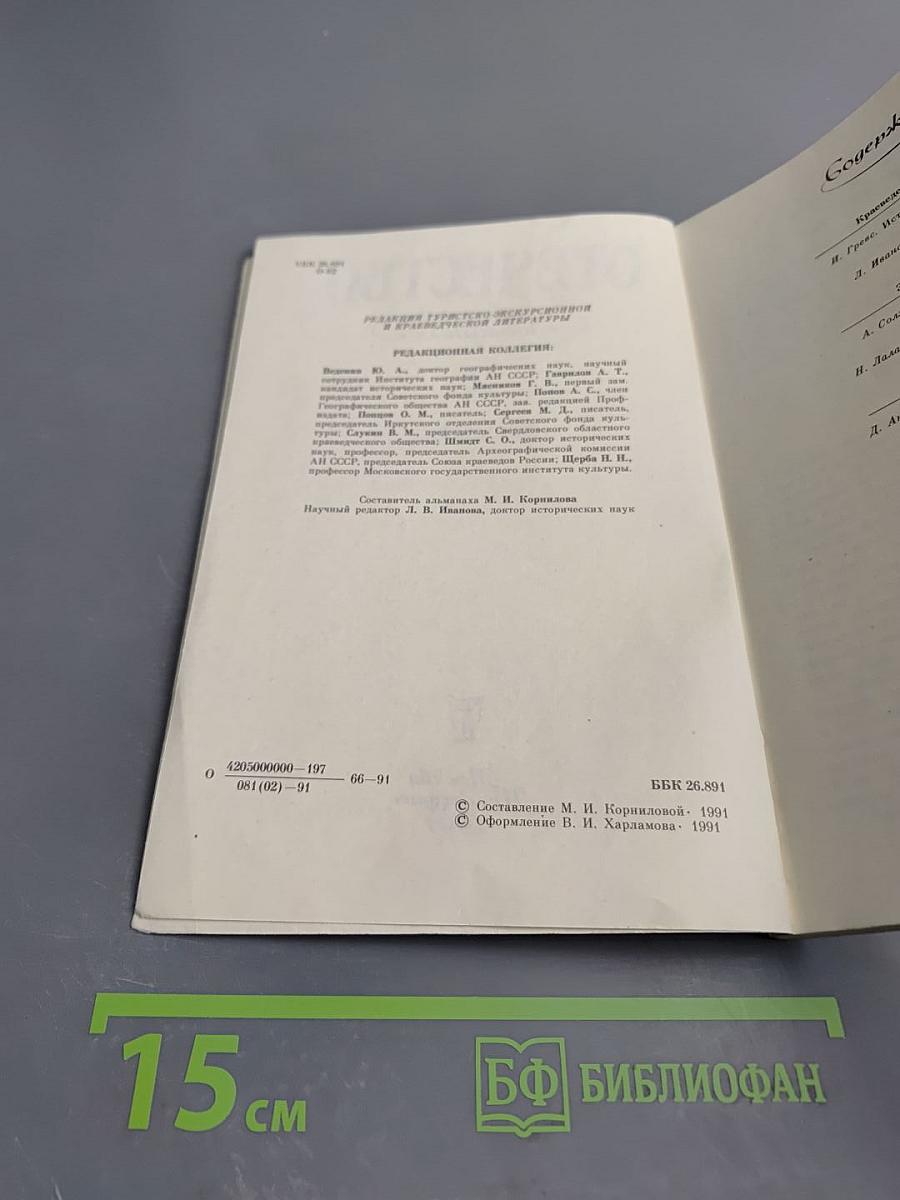 ББК 26.891
О-82
РЕДАКЦИЯ ТУРИСТСКО-ЭКСКУРСИОННОЙ
И КРАЕВЕДЧЕСКОЙ ЛИТЕРАТУРЫ
РЕДАКЦИОННАЯ КОЛЛЕГИЯ:
Веденин Ю. А., доктор географических наук, научный
сотрудник Института географии АН СССР; Гаврилов А. Т.,
кандидат исторических наук; Мясников Г. В., первый зам.
председателя Советского фонда культуры; Попов А. С., член
Географического общества АН СССР, зав. редакцией Проф-
издата; Попцов О. М., писатель; Сергеев М. Д., писатель,
председатель Иркутского отделения Советского фонда куль-
туры; Слукин В. М., председатель Свердловского областного
краеведческого общества; Шмидт С. О., доктор исторических
наук, профессор, председатель Археографической комиссии
АН СССР, председатель Союза краеведов России; Щерба Н. Н.,
профессор Московского государственного института культуры.
Составитель альманаха М. И. Корнилова
Научный редактор Л. В. Иванова, доктор исторических наук
О 4205000000—197
081(02)—91
66—91
ББК 26.891
© Составление М. И. Корниловой. 1991
© Оформление В. И. Харламова. 1991
Содерж
Краеведе
И. Гревс. Ист
Л. Ивано
А. Сол
Н. Лала
Д. Ан
15 см
БФ БИБЛИОФАН